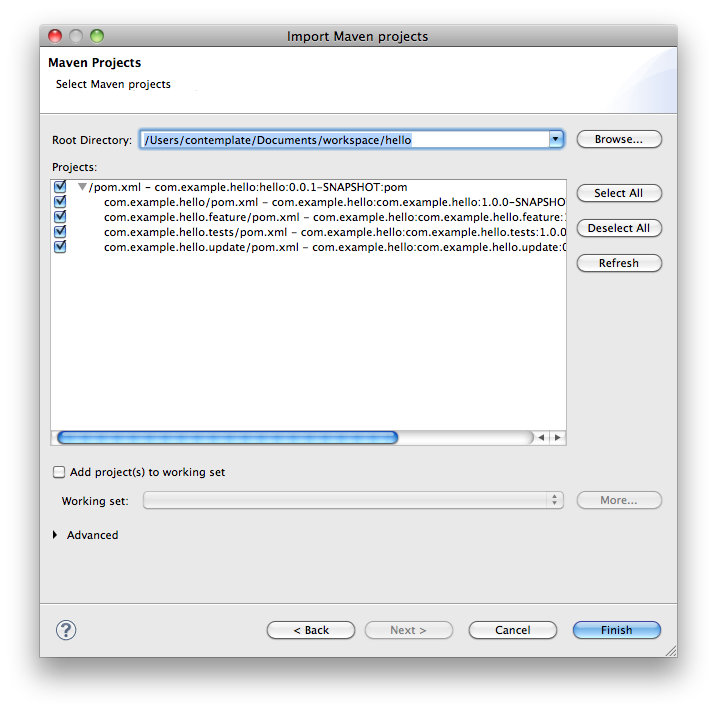 Import Maven projects
Maven Projects
Select Maven projects
Root Directory: /Users/contemplate/Documents/workspace/hello Browse...
Projects:
/pom.xml – com.example.hello:hello:0.0.1-SNAPSHOT:pom
com.example.hello/pom.xml – com.example.hello:com.example.hello:1.0.0-SNAPSHO
com.example.hello.feature/pom.xml – com.example.hello:com.example.hello.feature:1
com.example.hello.tests/pom.xml – com.example.hello:com.example.hello.tests:1.0.0
com.example.hello.update/pom.xml – com.example.hello:com.example.hello.update:0
Select All
Deselect All
Refresh
Add project(s) to working set
Working set: More...
Advanced
? < Back Next > Cancel Finish